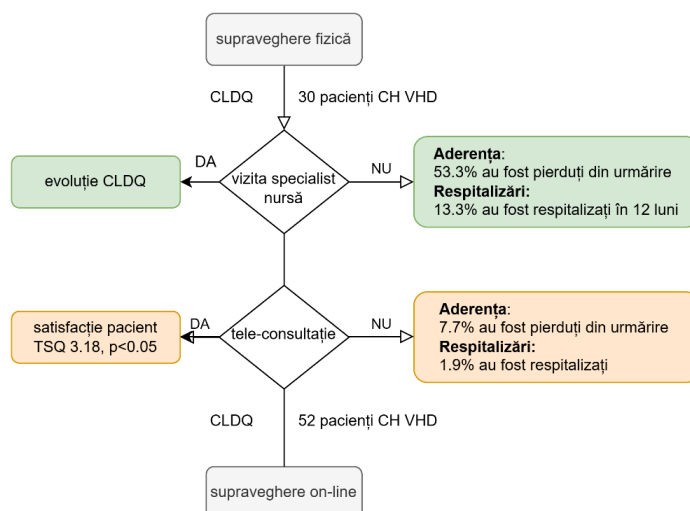 supraveghere fizică
CLDQ
30 pacienți CH VHD
DA
NU
evoluție CLDQ
vizita specialist
nursă
Aderența:
53.3% au fost pierduți din urmărire
Respitalizări:
13.3% au fost respitalizați în 12 luni
satisfacție pacient
TSQ 3.18, p<0.05
DA
tele-consultație
NU
Aderența:
7.7% au fost pierduți din urmărire
Respitalizări:
1.9% au fost respitalizați
CLDQ
52 pacienți CH VHD
supraveghere on-line